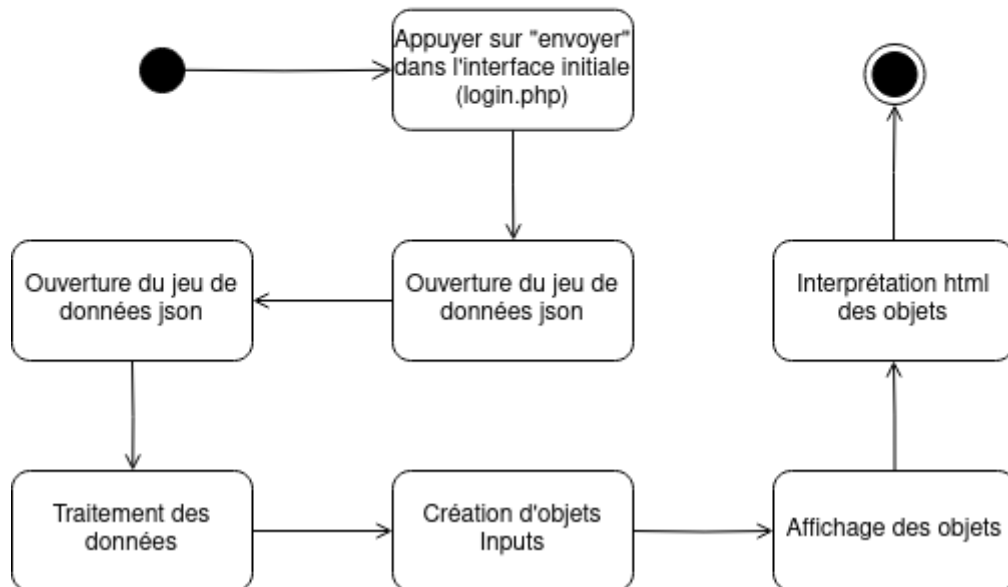 Appuyer sur "envoyer"
dans l'interface initiale
(login.php)
Ouverture du jeu de
données json
Ouverture du jeu de
données json
Interprétation html
des objets
Traitement des
données
Création d'objets
Inputs
Affichage des objets